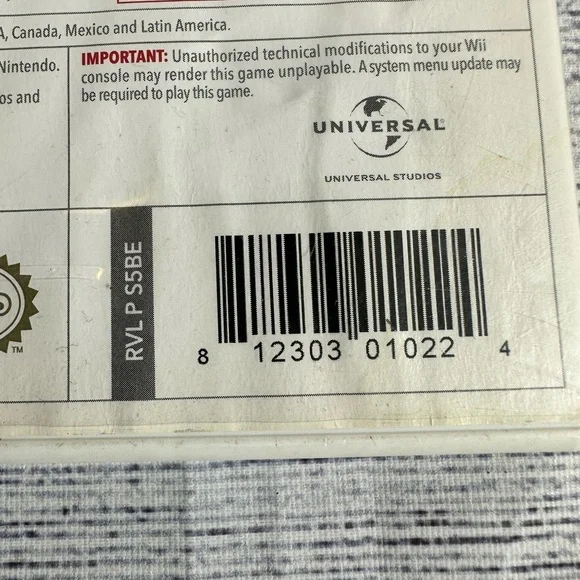 A, Canada, Mexico and Latin America.
Nintendo.
os and
IMPORTANT: Unauthorized technical modifications to your Wii
console may render this game unplayable. A system menu update may
be required to play this game.
UNIVERSAL®
UNIVERSAL STUDIOS
RVL P S5BE
TM
8 12303 01022 4